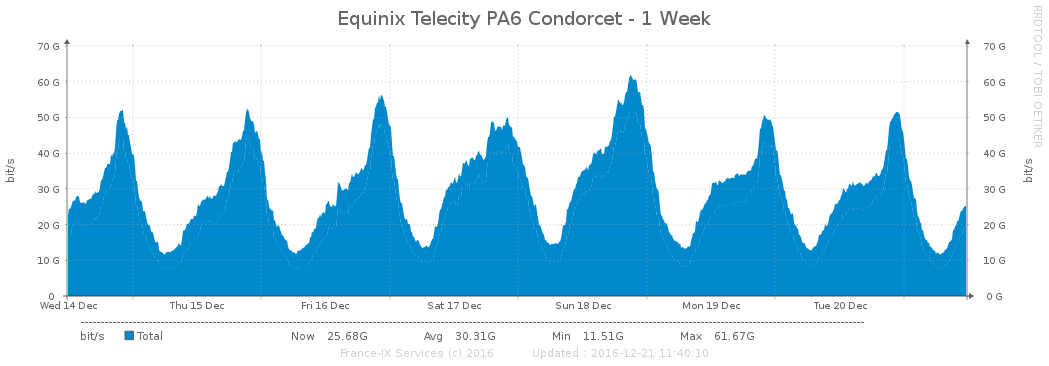 Equinix Telecity PA6 Condorcet - 1 Week
RRDTOOL / TOBI OETIKER
70 G 70 G
60 G 60 G
50 G 50 G
40 G 40 G
30 G 30 G
20 G 20 G
10 G 10 G
0 0 G
bit/s bit/s
Wed 14 Dec Thu 15 Dec Fri 16 Dec Sat 17 Dec Sun 18 Dec Mon 19 Dec Tue 20 Dec
bit/s Total Now 25.68G Avg 30.31G Min 11.51G Max 61.67G
France-IX Services (c) 2016 Updated : 2016-12-21 11:40:10